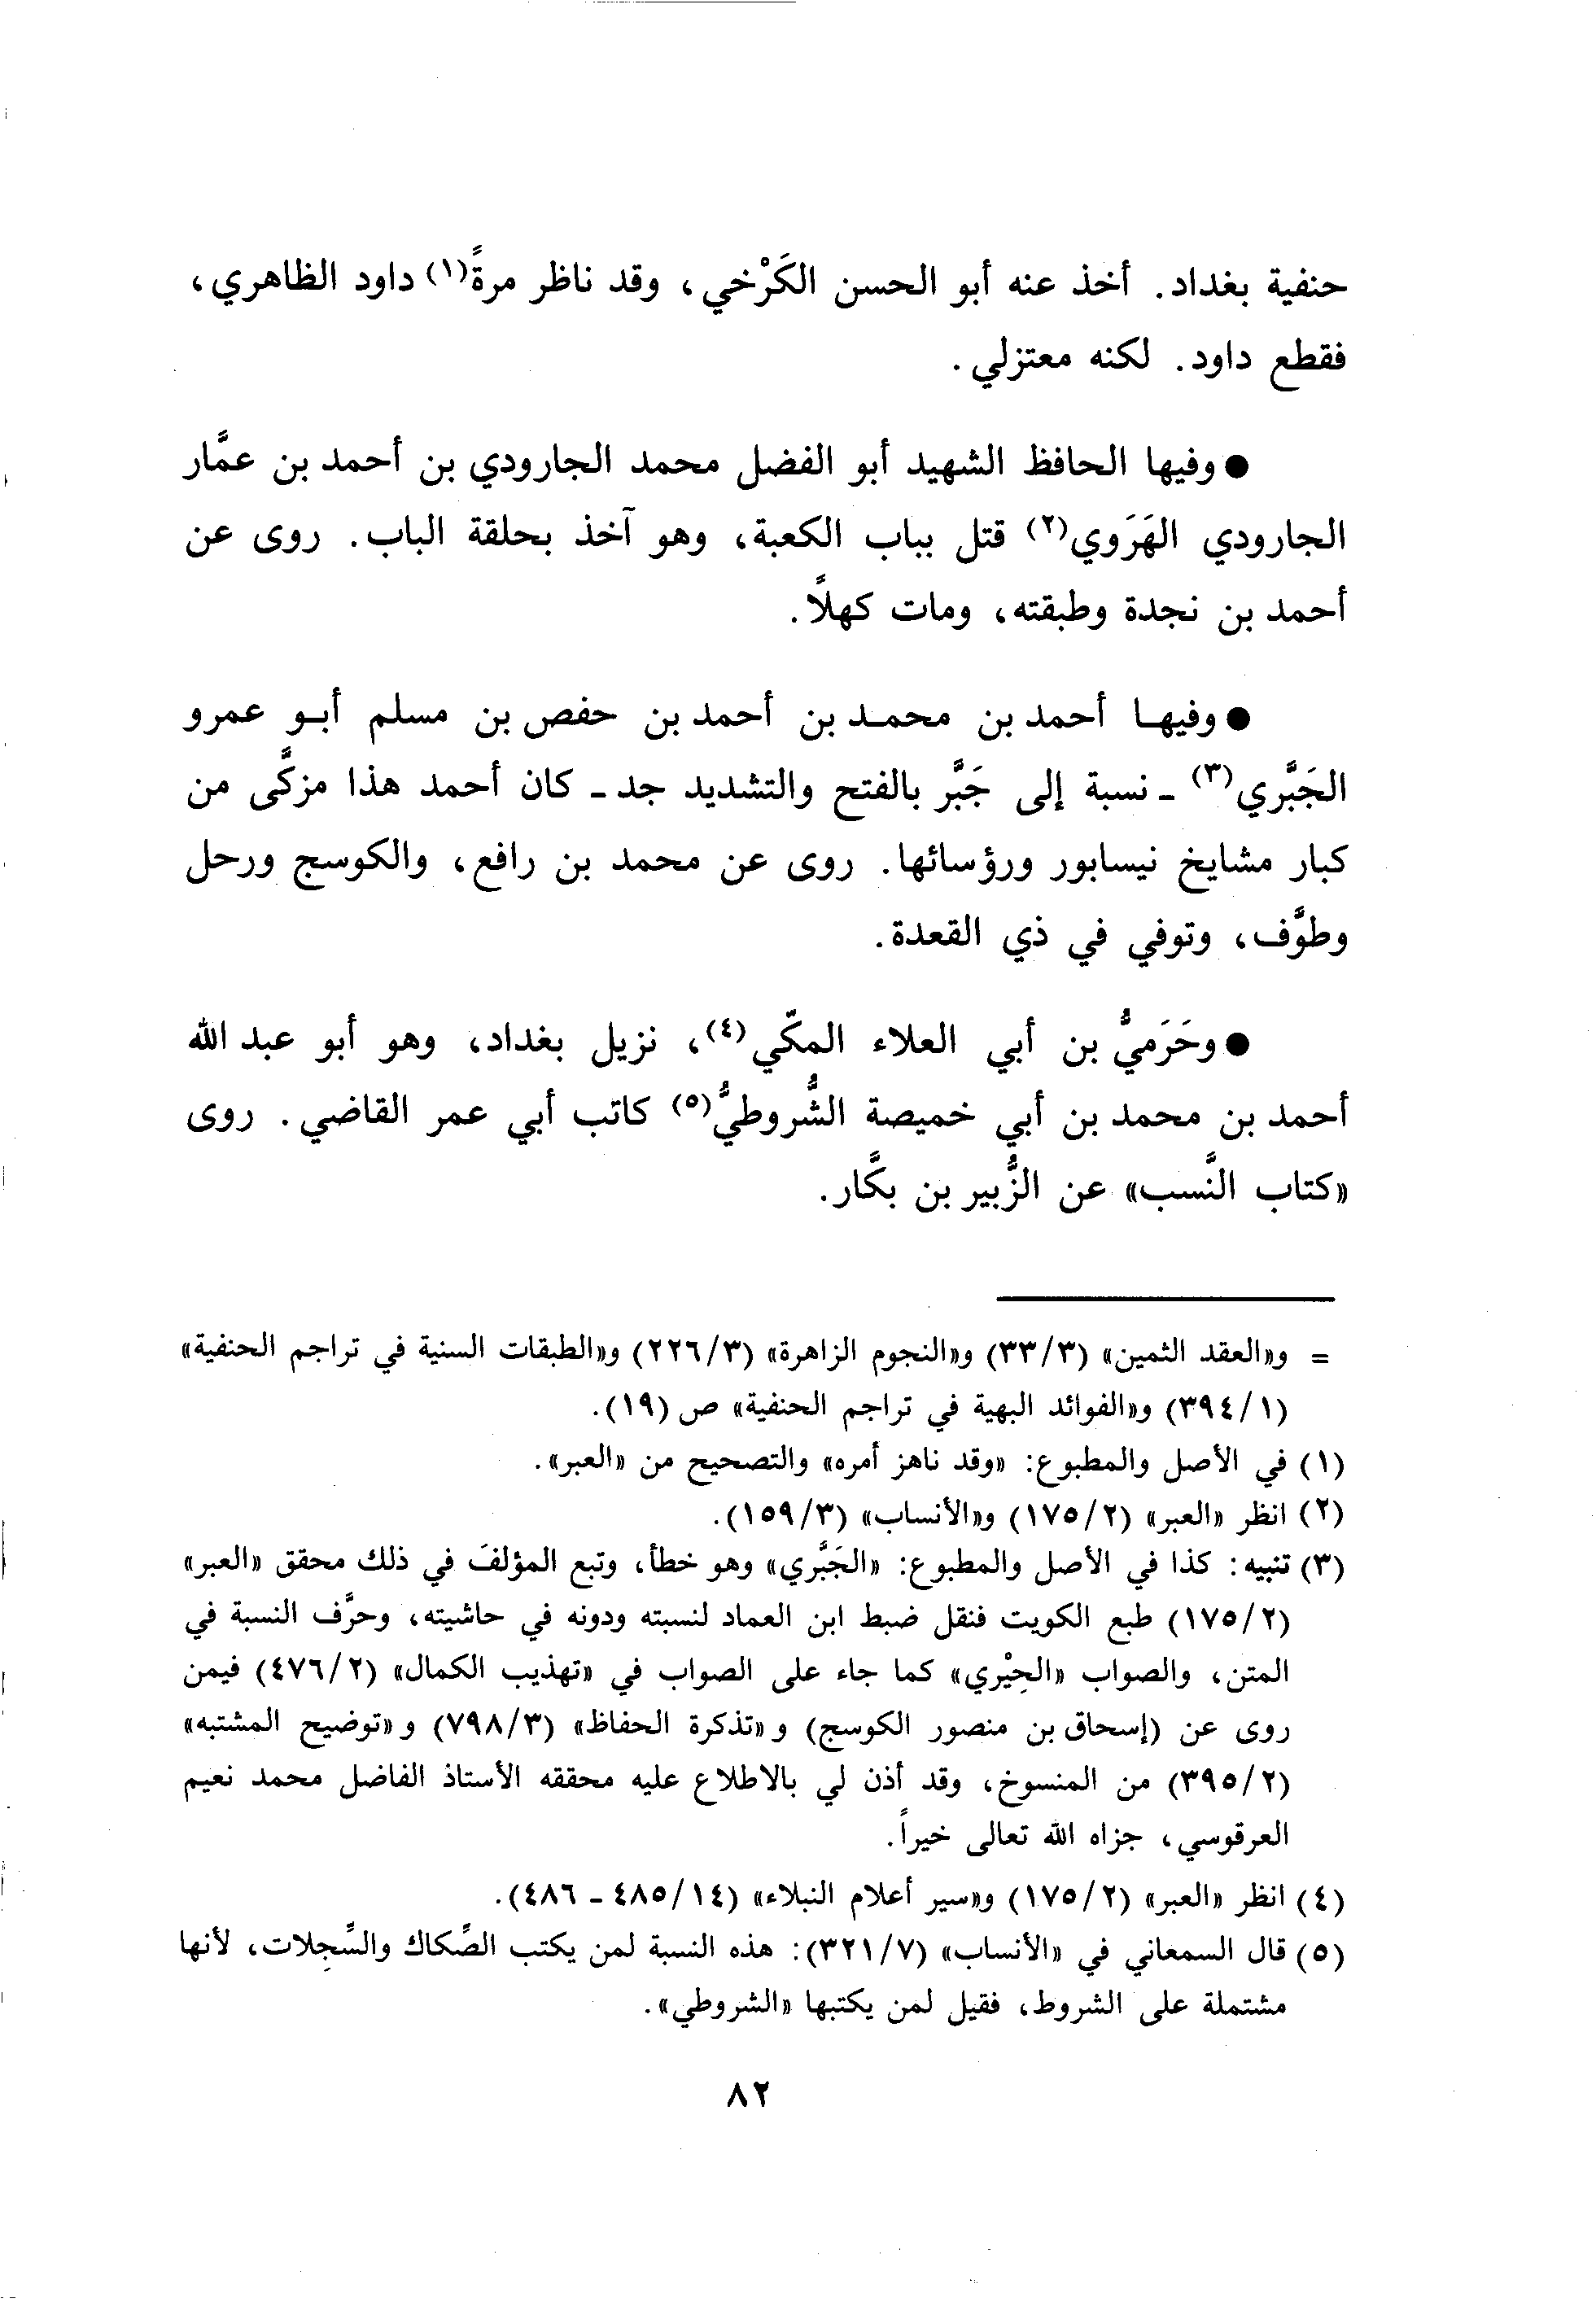 حنفية بغداد. أخذ عنه أبو الحسن الكَرْخي، وقد ناظر مرةً(١) داود الظاهري،
فقطع داود. لكنه معتزلي.
● وفيها الحافظ الشهيد أبو الفضل محمد الجارودي بن أحمد بن عمَّار
الجارودي الهَرَوي(٢) قتل بباب الكعبة، وهو آخذ بحلقة الباب. روى عن
أحمد بن نجدة وطبقته، ومات كهلاً.
● وفيها أحمد بن محمد بن أحمد بن حفص بن مسلم أبو عمرو
الجَبَّري(٣) - نسبة إلى جَبَّر بالفتح والتشديد جد - كان أحمد هذا مزكَّى من
كبار مشايخ نيسابور ورؤسائها. روى عن محمد بن رافع، والكوسج ورحل
وطوَّف، وتوفي في ذي القعدة.
● وحَرَميُّ بن أبي العلاء المكّي(٤)، نزيل بغداد، وهو أبو عبد الله
أحمد بن محمد بن أبي خميصة الشُّروطيُّ(٥) كاتب أبي عمر القاضي. روى
«كتاب النَّسب» عن الزُّبير بن بكَّار.
= و«العقد الثمين» (٣/٣٣) و«النجوم الزاهرة» (٣/٢٢٦) و«الطبقات السنية في تراجم الحنفية»
(١/٣٩٤) و«الفوائد البهية في تراجم الحنفية» ص (١٩).
(١) في الأصل والمطبوع: «وقد ناهز أمره» والتصحيح من «العبر».
(٢) انظر «العبر» (٢/١٧٥) و«الأنساب» (٣/١٥٩).
(٣) تنبيه: كذا في الأصل والمطبوع: «الجَبَّري» وهو خطأ، وتبع المؤلفَ في ذلك محقق «العبر»
(٢/١٧٥) طبع الكويت فنقل ضبط ابن العماد لنسبته ودونه في حاشيته، وحرَّف النسبة في
المتن، والصواب «الحِيْري» كما جاء على الصواب في «تهذيب الكمال» (٢/٤٧٦) فيمن
روى عن (إسحاق بن منصور الكوسج) و«تذكرة الحفاظ» (٣/٧٩٨) و«توضيح المشتبه»
(٢/٣٩٥) من المنسوخ، وقد أذن لي بالاطلاع عليه محققه الأستاذ الفاضل محمد نعيم
العرقوسي، جزاه الله تعالى خيراً.
(٤) انظر «العبر» (٢/١٧٥) و«سير أعلام النبلاء» (١٤/٤٨٥ - ٤٨٦).
(٥) قال السمعاني في «الأنساب» (٧/٣٢١): هذه النسبة لمن يكتب الصِّكاك والسِّجِلات، لأنها
مشتملة على الشروط، فقيل لمن يكتبها «الشروطي».
٨٢